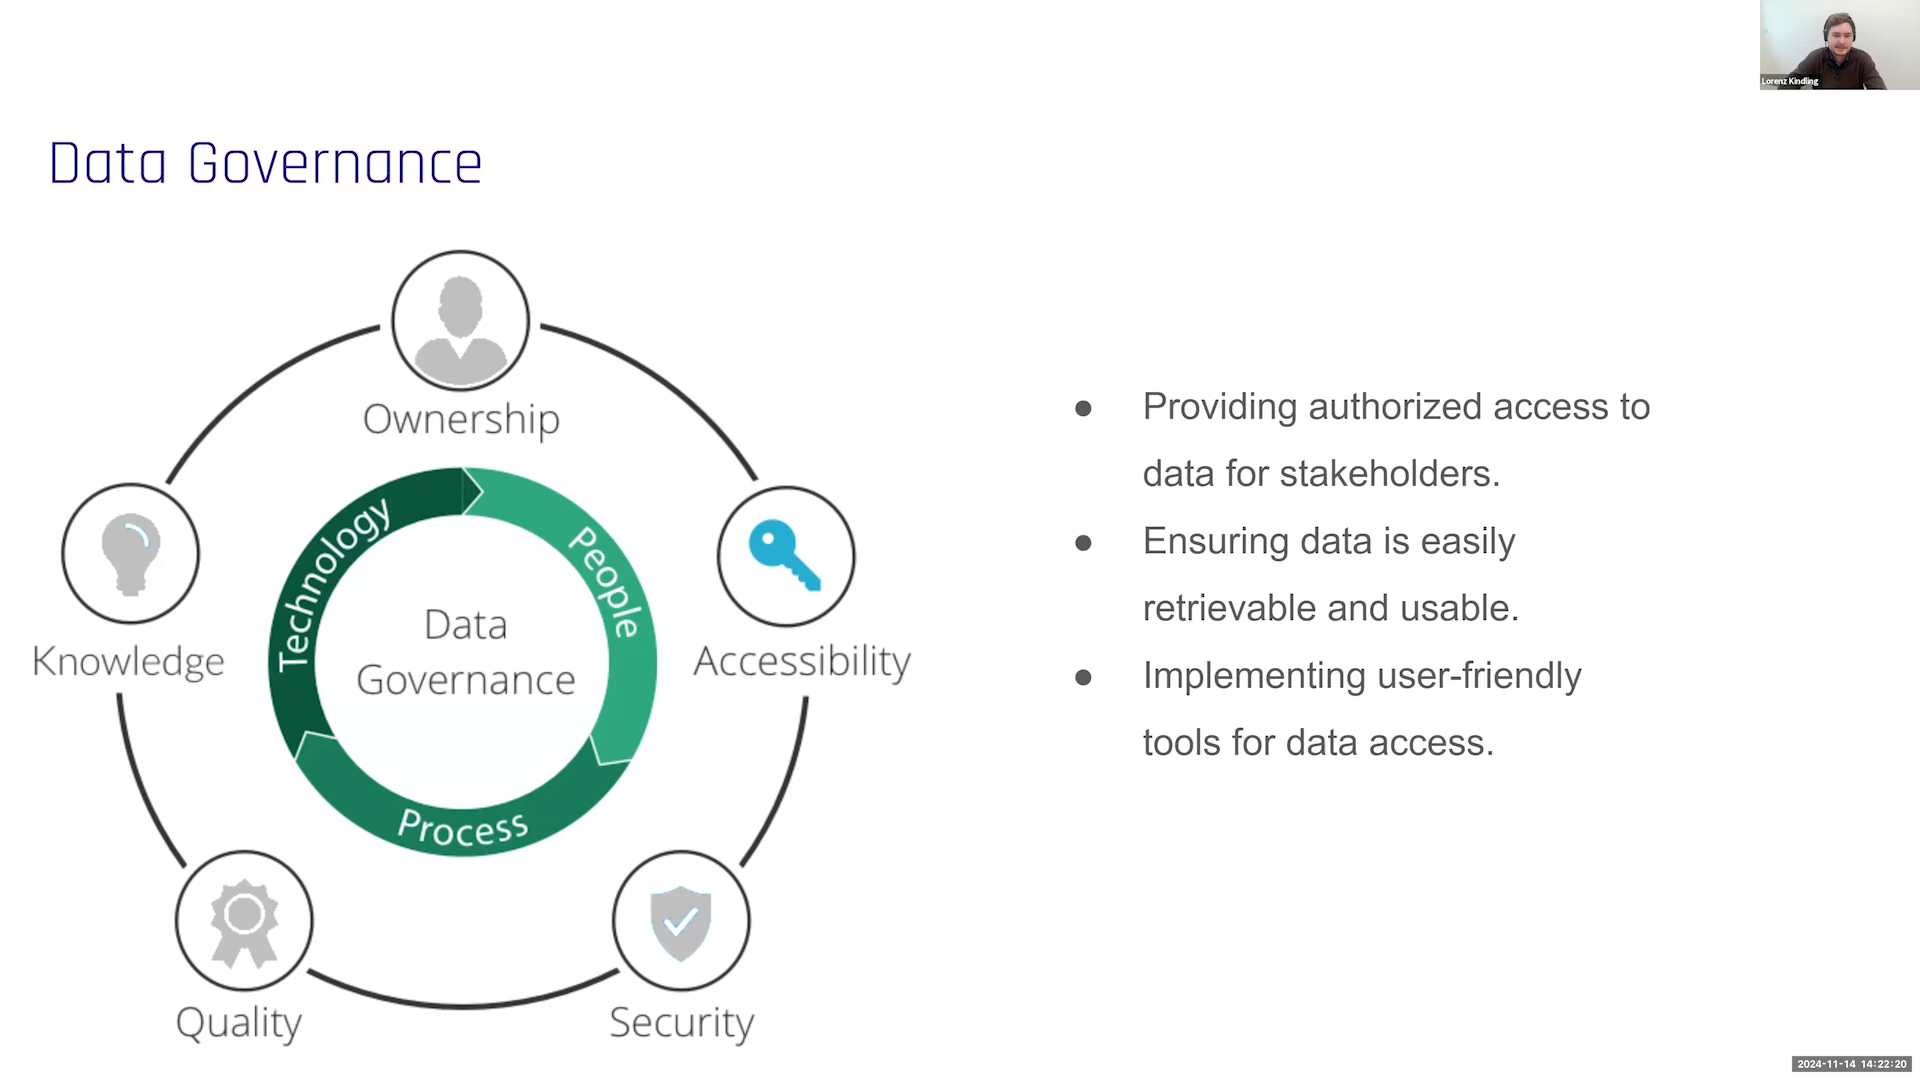 Lorenz Kindling
Data Governance
Ownership
Knowledge
Technology
People
Data
Governance
Accessibility
Process
Quality
Security
● Providing authorized access to
data for stakeholders.
● Ensuring data is easily
retrievable and usable.
● Implementing user-friendly
tools for data access.
2024-11-14 14:22:20